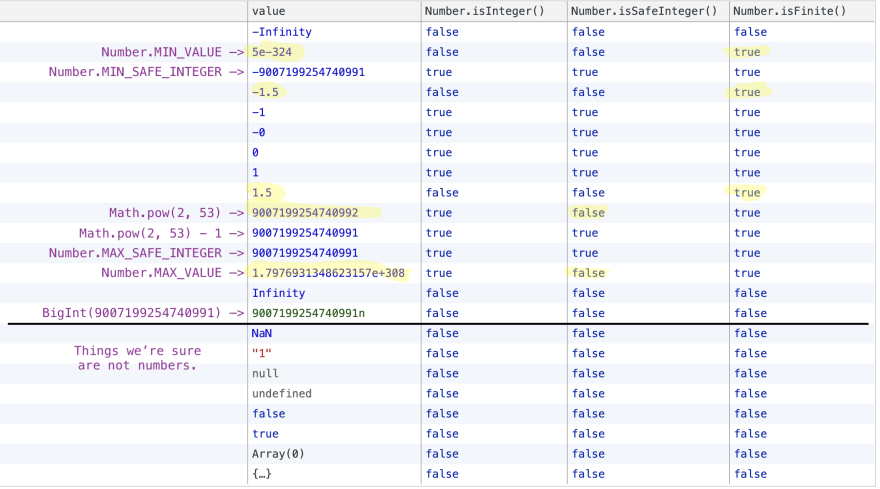 value Number.isInteger() Number.isSafeInteger() Number.isFinite()
-Infinity false false false
Number.MIN_VALUE —> 5e-324 false false true
Number.MIN_SAFE_INTEGER —> -9007199254740991 true true true
-1.5 false false true
-1 true true true
-0 true true true
0 true true true
1 true true true
1.5 false false true
Math.pow(2, 53) —> 9007199254740992 true false true
Math.pow(2, 53) - 1 —> 9007199254740991 true true true
Number.MAX_SAFE_INTEGER —> 9007199254740991 true true true
Number.MAX_VALUE —> 1.7976931348623157e+308 true false true
Infinity false false false
BigInt(9007199254740991) —> 9007199254740991n false false false
NaN false false false
Things we’re sure
are not numbers.
"1" false false false
null false false false
undefined false false false
false false false false
true false false false
Array(0) false false false
{…} false false false